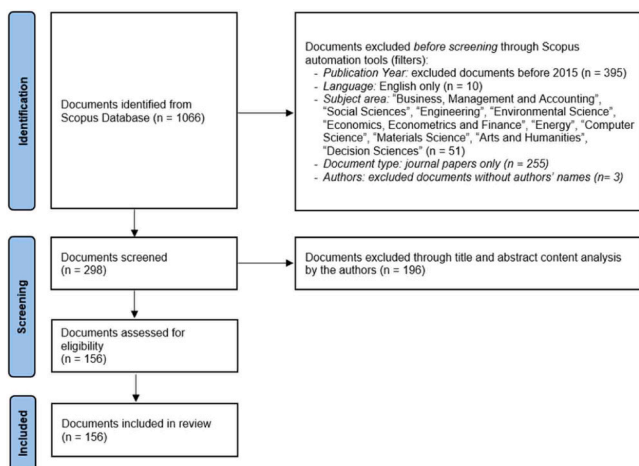 Identification
Documents identified from
Scopus Database (n = 1066)
Documents excluded before screening through Scopus
automation tools (filters):
- Publication Year: excluded documents before 2015 (n = 395)
- Language: English only (n = 10)
- Subject area: "Business, Management and Accounting",
"Social Sciences", "Engineering", "Environmental Science",
"Economics, Econometrics and Finance", "Energy", "Computer
Science", "Materials Science", "Arts and Humanities",
"Decision Sciences" (n = 51)
- Document type: journal papers only (n = 255)
- Authors: excluded documents without authors' names (n= 3)
Screening
Documents screened
(n = 298)
Documents excluded through title and abstract content analysis
by the authors (n = 196)
Documents assessed for
eligibility
(n = 156)
Included
Documents included in review
(n = 156)